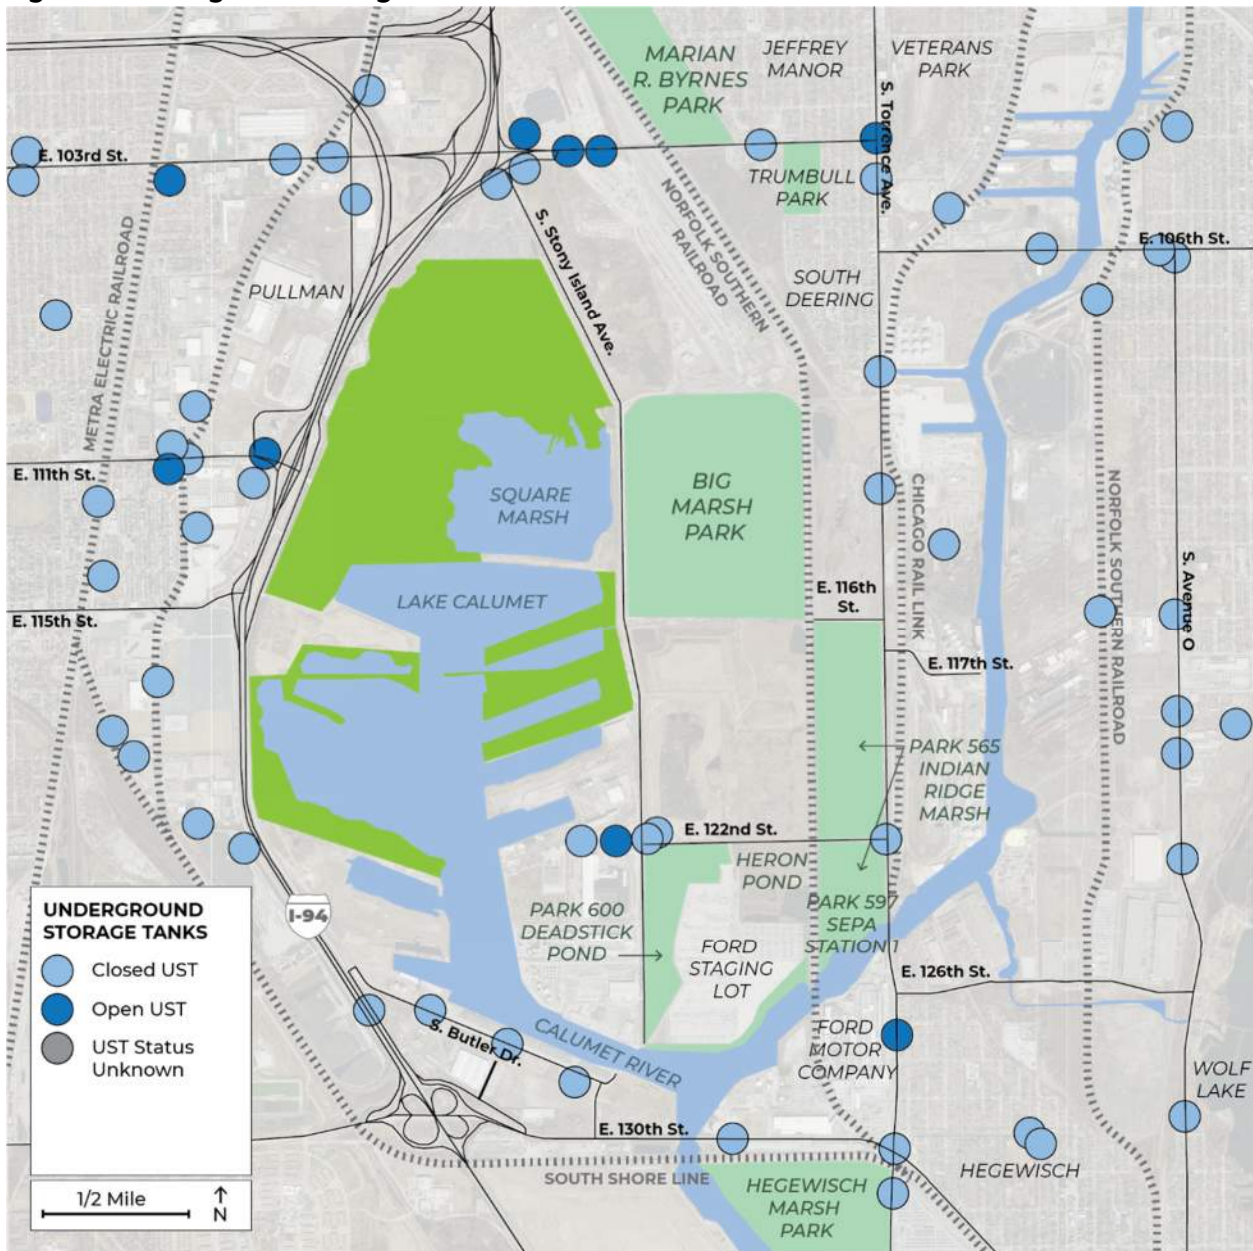 MARIAN
R. BYRNES
PARK
JEFFREY
MANOR
VETERANS
PARK
S. Torrence Ave.
E. 103rd St.
TRUMBULL
PARK
NORFOLK SOUTHERN
RAILROAD
E. 106th St.
S. Stony Island Ave.
SOUTH
DEERING
PULLMAN
METRA ELECTRIC RAILROAD
E. 111th St.
SQUARE
MARSH
BIG
MARSH
PARK
CHICAGO RAIL LINK
NORFOLK SOUTHERN RAILROAD
S. Avenue O
LAKE CALUMET
E. 116th
St.
E. 115th St.
E. 117th St.
PARK 565
INDIAN
RIDGE
MARSH
E. 122nd St.
HERON
POND
PARK 600
DEADSTICK
POND
PARK 597
SEPA
STATION 1
FORD
STAGING
LOT
I-94
E. 126th St.
S. Butler Dr.
CALUMET RIVER
FORD
MOTOR
COMPANY
WOLF
LAKE
E. 130th St.
SOUTH SHORE LINE
HEGEWISCH
HEGEWISCH
MARSH
PARK
UNDERGROUND
STORAGE TANKS
Closed UST
Open UST
UST Status
Unknown
1/2 Mile
N